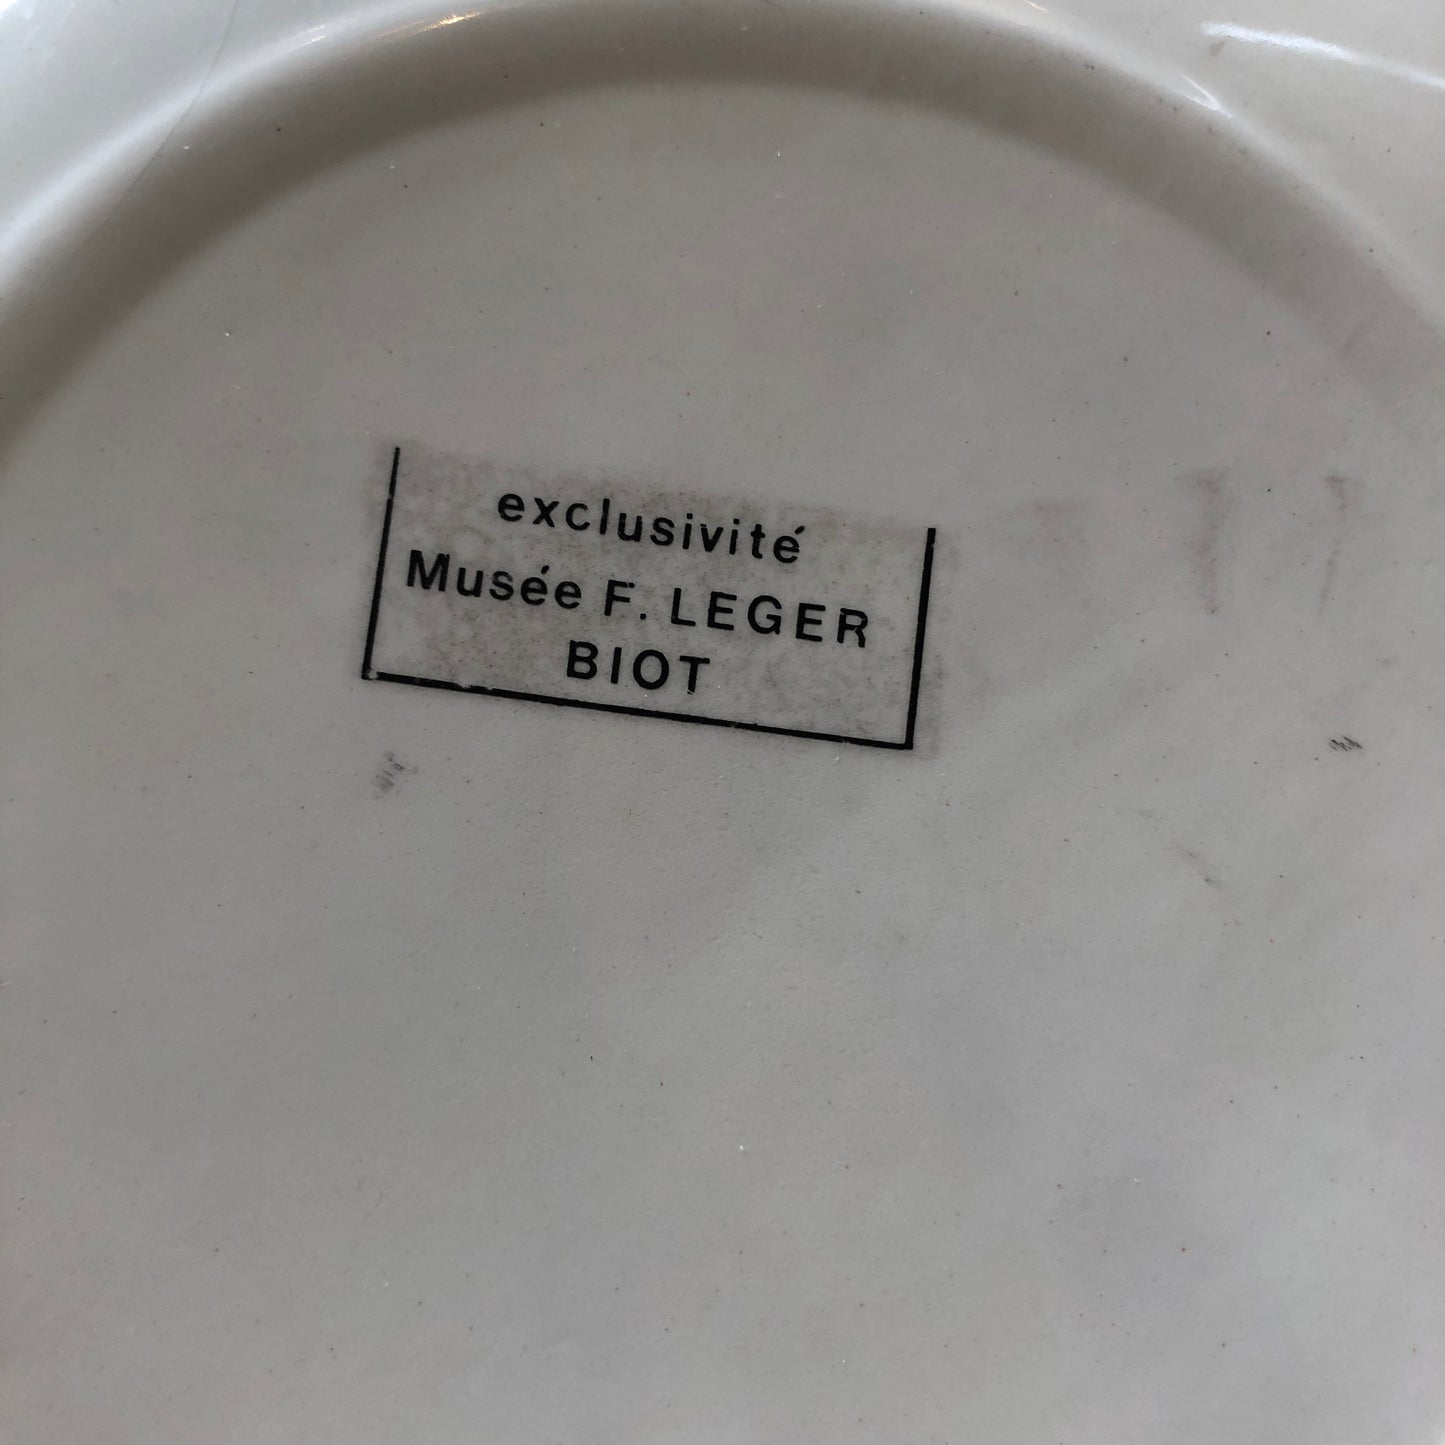 exclusivité
Musée F. LEGER
BIOT